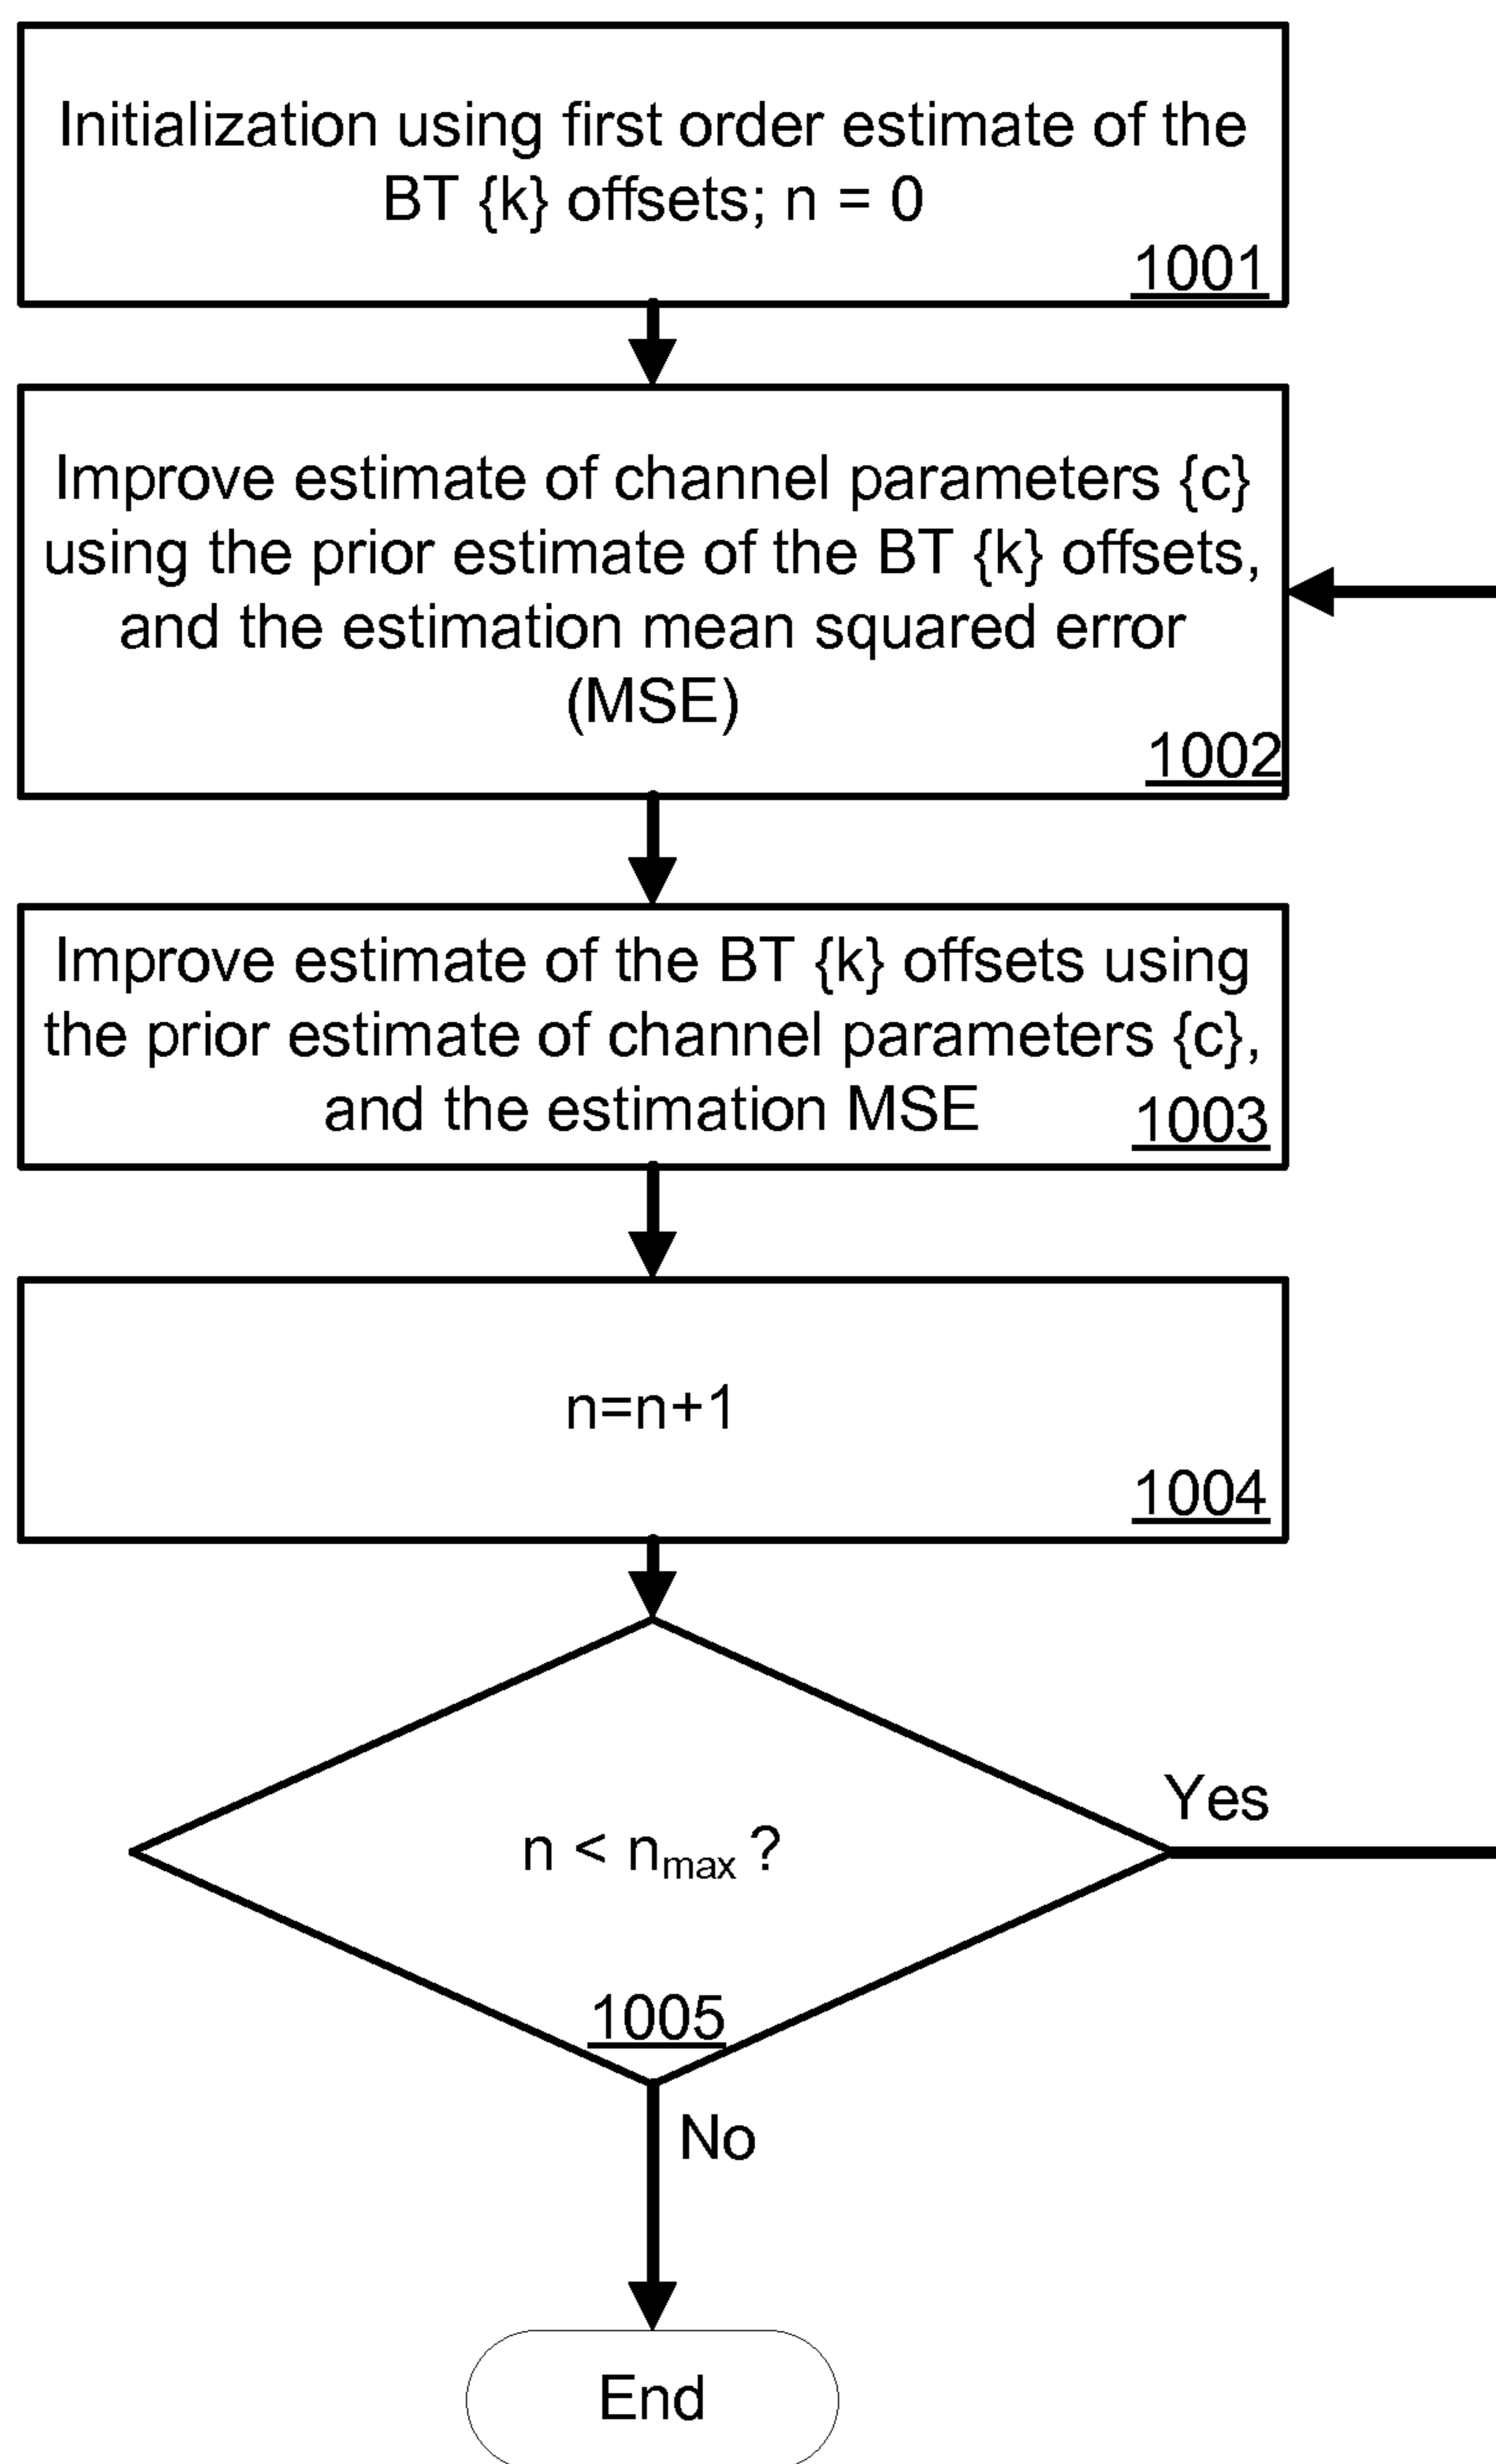 Initialization using first order estimate of the
BT {k} offsets; n = 0
1001
Improve estimate of channel parameters {c}
using the prior estimate of the BT {k} offsets,
and the estimation mean squared error
(MSE)
1002
Improve estimate of the BT {k} offsets using
the prior estimate of channel parameters {c},
and the estimation MSE
1003
n=n+1
1004
Yes
n < nmax ?
1005
No
End